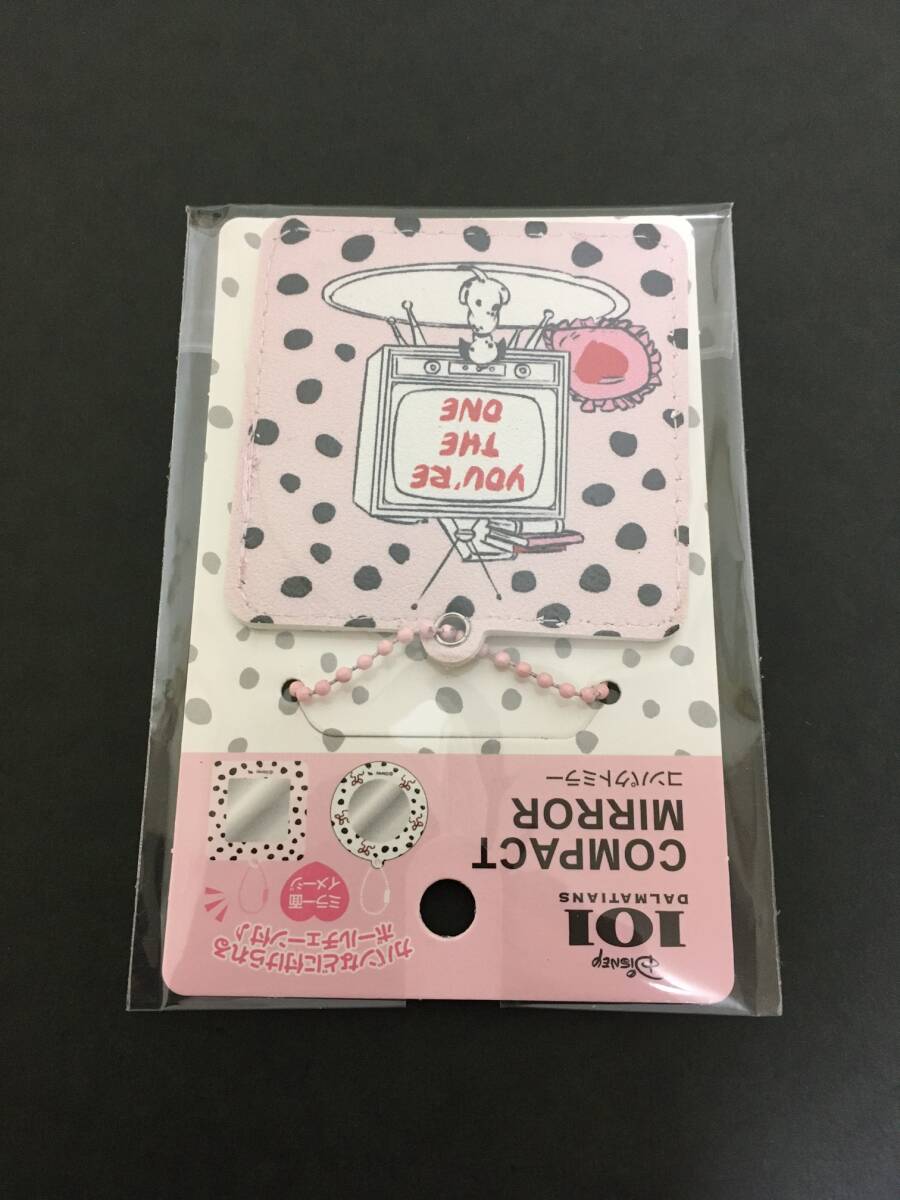 Disney
101
DALMATIANS
COMPACT
MIRROR
コンパクトミラー
カバンなどに付けられる
ボールチェーン付♪
ミラー面
イメージ
©Disney
©Disney
YOU'RE
THE
ONE